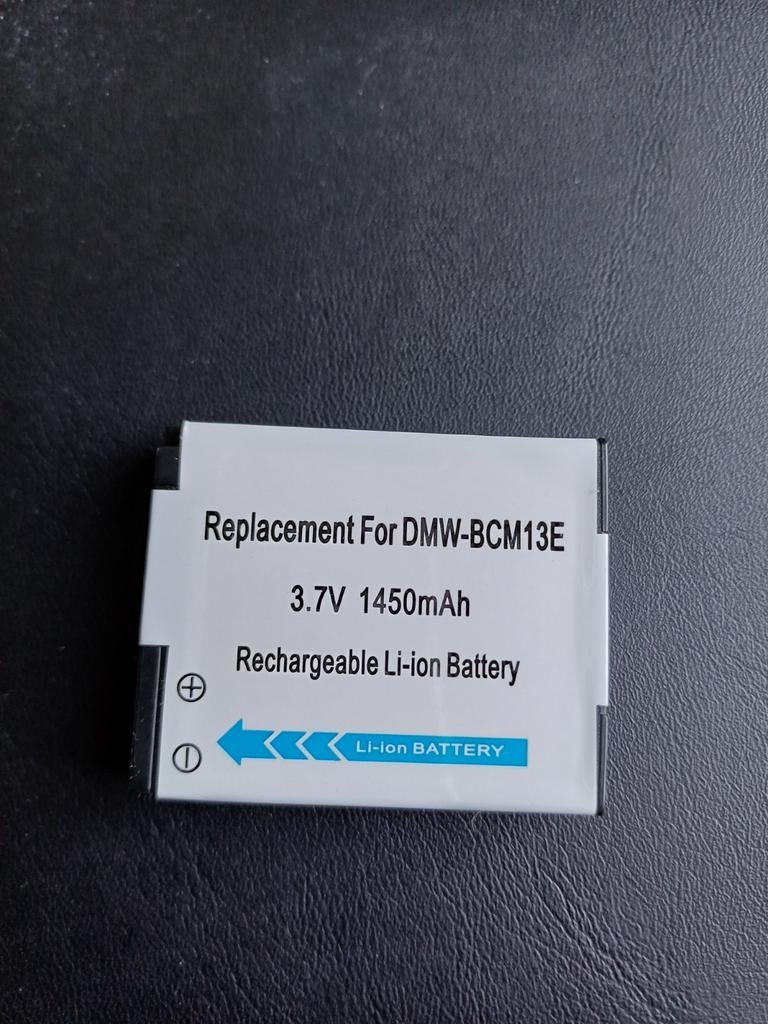 Replacement For DMW-BCM13E
3.7V 1450mAh
Rechargeable Li-ion Battery
Li-ion BATTERY